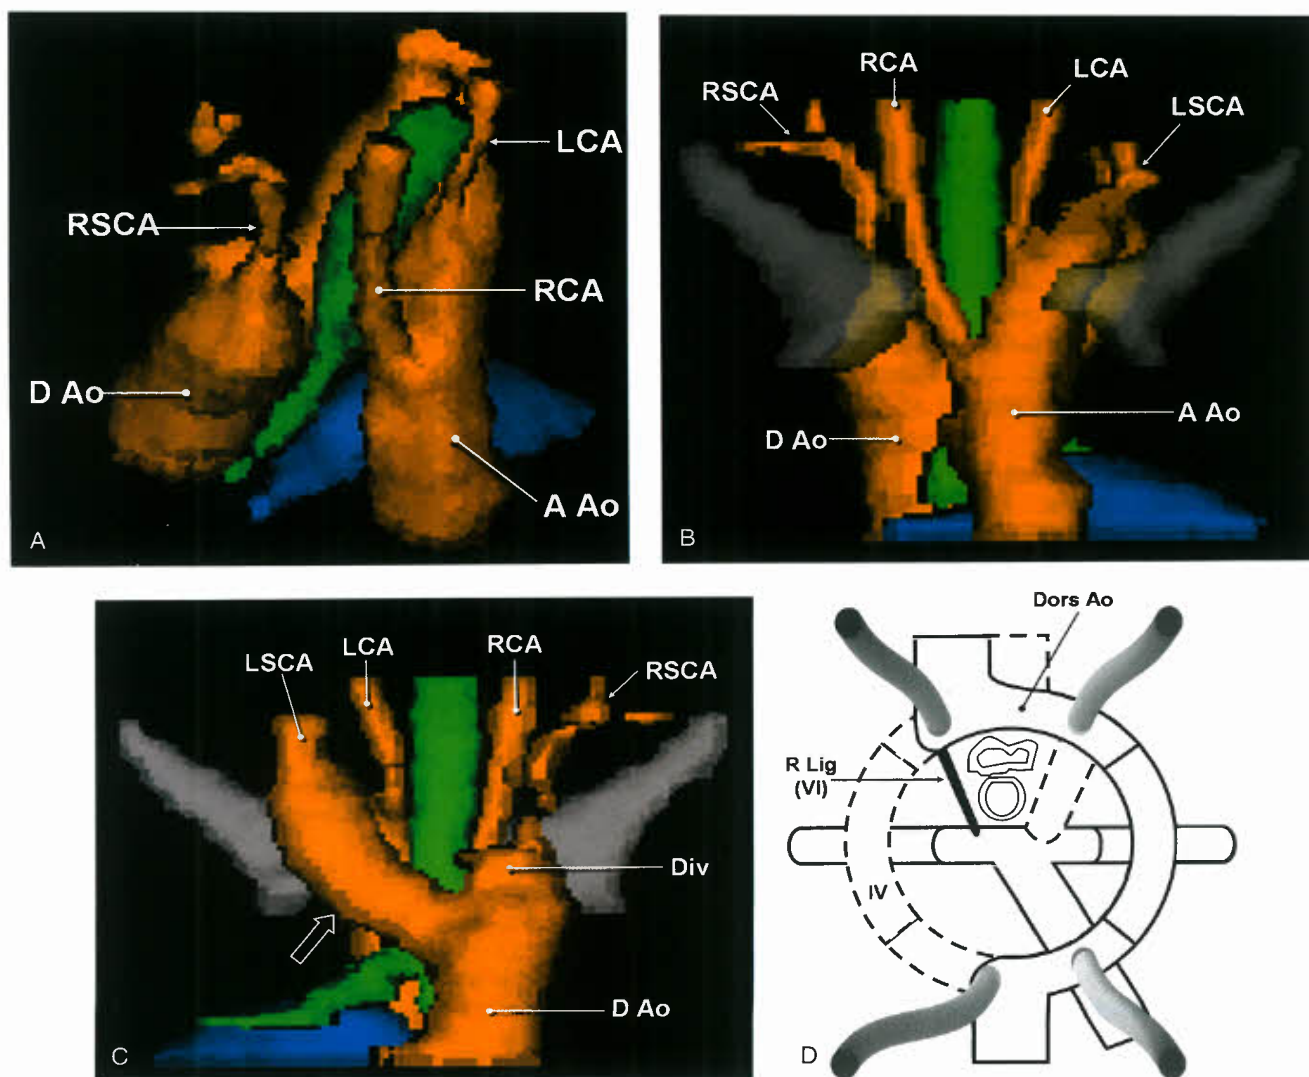 LCA
RSCA
RCA
D Ao
A Ao
A
RCA
LCA
RSCA
LSCA
A Ao
D Ao
B
LSCA
LCA
RCA
RSCA
Div
D Ao
C
Dors Ao
R Lig
(VI)
IV
D